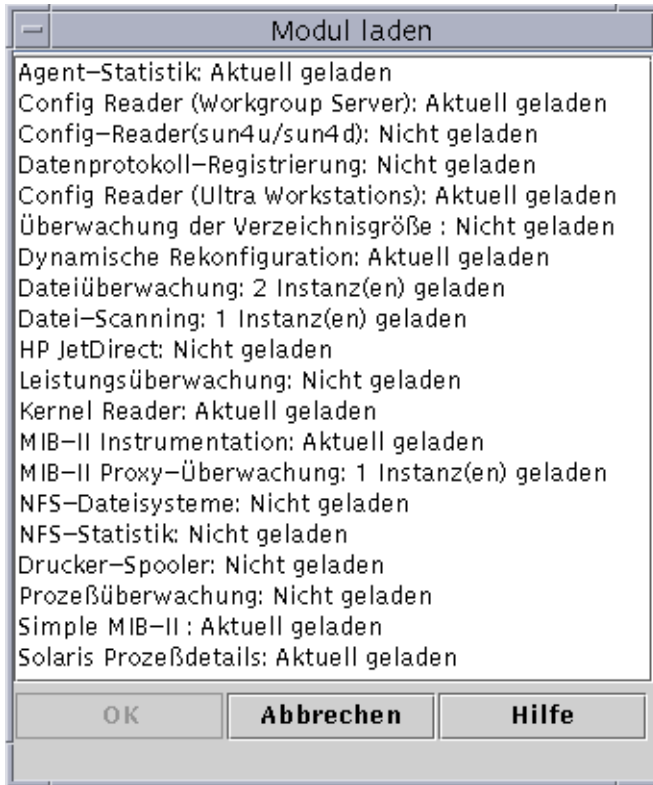 Modul laden
Agent-Statistik: Aktuell geladen
Config Reader (Workgroup Server): Aktuell geladen
Config-Reader(sun4u/sun4d): Nicht geladen
Datenprotokoll-Registrierung: Nicht geladen
Config Reader (Ultra Workstations): Aktuell geladen
Überwachung der Verzeichnisgröße : Nicht geladen
Dynamische Rekonfiguration: Aktuell geladen
Dateiüberwachung: 2 Instanz(en) geladen
Datei-Scanning: 1 Instanz(en) geladen
HP JetDirect: Nicht geladen
Leistungsüberwachung: Nicht geladen
Kernel Reader: Aktuell geladen
MIB-II Instrumentation: Aktuell geladen
MIB-II Proxy-Überwachung: 1 Instanz(en) geladen
NFS-Dateisysteme: Nicht geladen
NFS-Statistik: Nicht geladen
Drucker-Spooler: Nicht geladen
Prozeßüberwachung: Nicht geladen
Simple MIB-II : Aktuell geladen
Solaris Prozeßdetails: Aktuell geladen
OK Abbrechen Hilfe